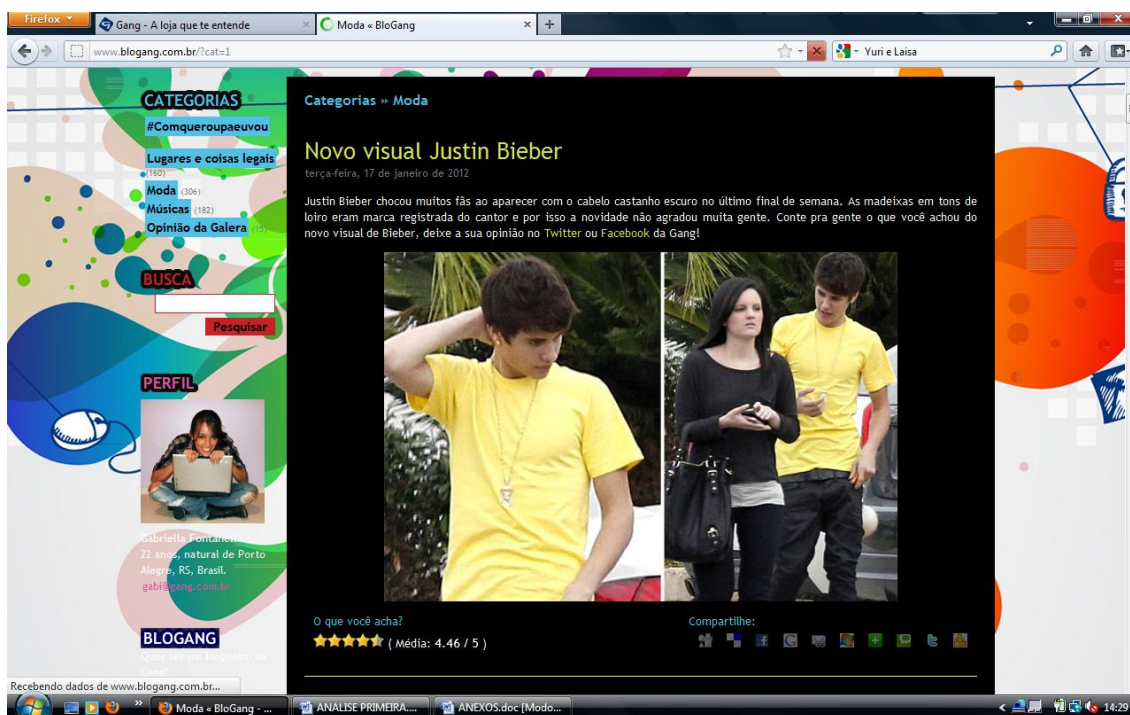 Firefox
Gang - A loja que te entende
Moda « BloGang
www.blogang.com.br/?cat=1
Yuri e Laisa
CATEGORIAS
#Comqueroupaeuvou
Lugares e coisas legais
(160)
Moda (306)
Músicas (182)
Opinião da Galera
BUSCA
Pesquisar
PERFIL
Gabriella Fontanella
22 anos, natural de Porto
Alegre, RS, Brasil.
gabi@gang.com.br
BLOGANG
Quer ser um blogueiro da
Gang?
Categorias » Moda
Novo visual Justin Bieber
terça-feira, 17 de janeiro de 2012
Justin Bieber chocou muitos fãs ao aparecer com o cabelo castanho escuro no último final de semana. As madeixas em tons de
loiro eram marca registrada do cantor e por isso a novidade não agradou muita gente. Conte pra gente o que você achou do
novo visual de Bieber, deixe a sua opinião no Twitter ou Facebook da Gang!
O que você acha?
( Média: 4.46 / 5 )
Compartilhe:
Recebendo dados de www.blogang.com.br...
Moda « BloGang - ...
ANALISE PRIMEIRA....
ANEXOS.doc [Modo...
14:29